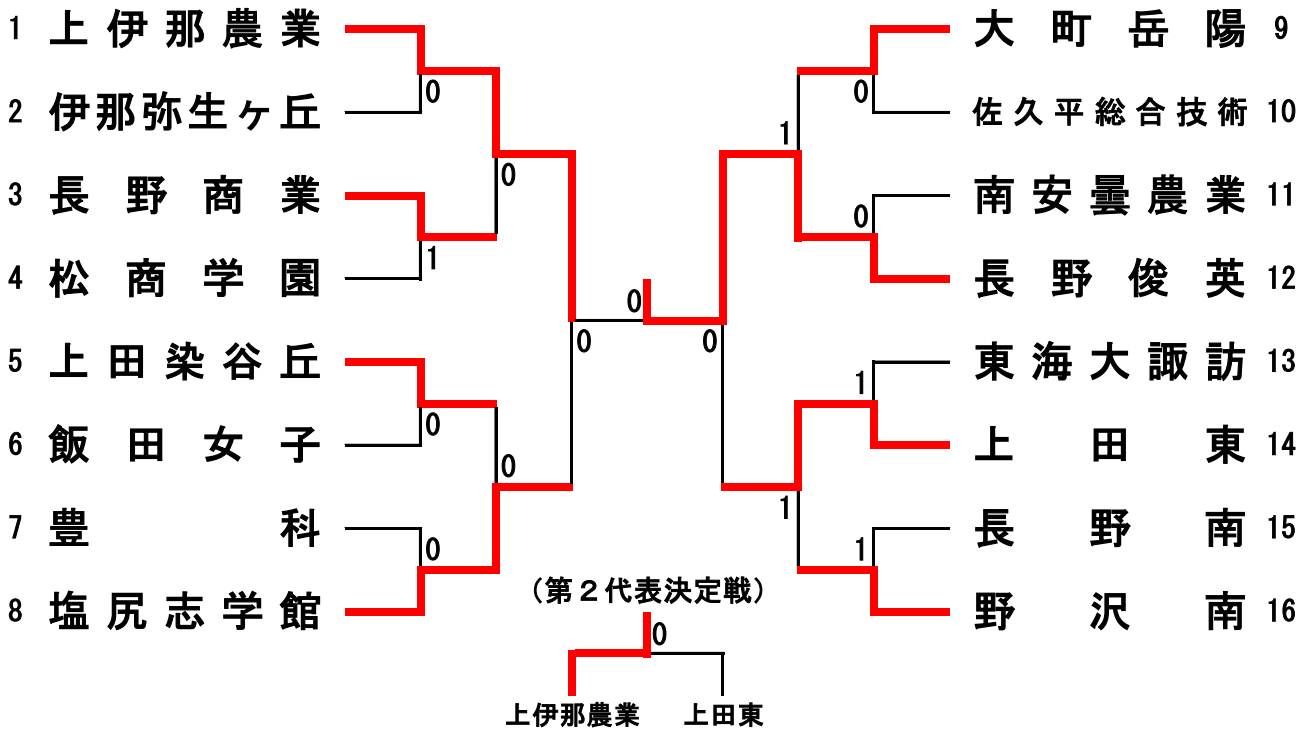 1 上伊那農業
2 伊那弥生ヶ丘
0
3 長野商業
4 松商学園
1
0
5 上田染谷丘
6 飯田女子
0
7 豊科
8 塩尻志学館
0
0
0
0
0
9 大町岳陽
10 佐久平総合技術
0
11 南安曇農業
12 長野俊英
0
1
13 東海大諏訪
14 上田東
1
15 長野南
16 野沢南
1
1
(第2代表決定戦)
0
上伊那農業 上田東